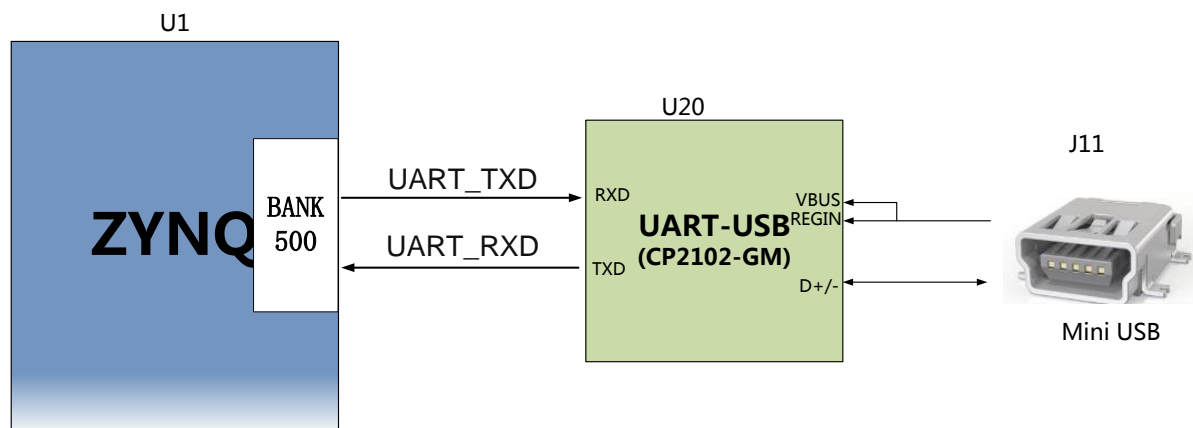 U1
ZYNQ
BANK
500
UART_TXD
UART_RXD
U20
RXD
TXD
UART-USB
(CP2102-GM)
VBUS
REGIN
D+/-
J11
Mini USB